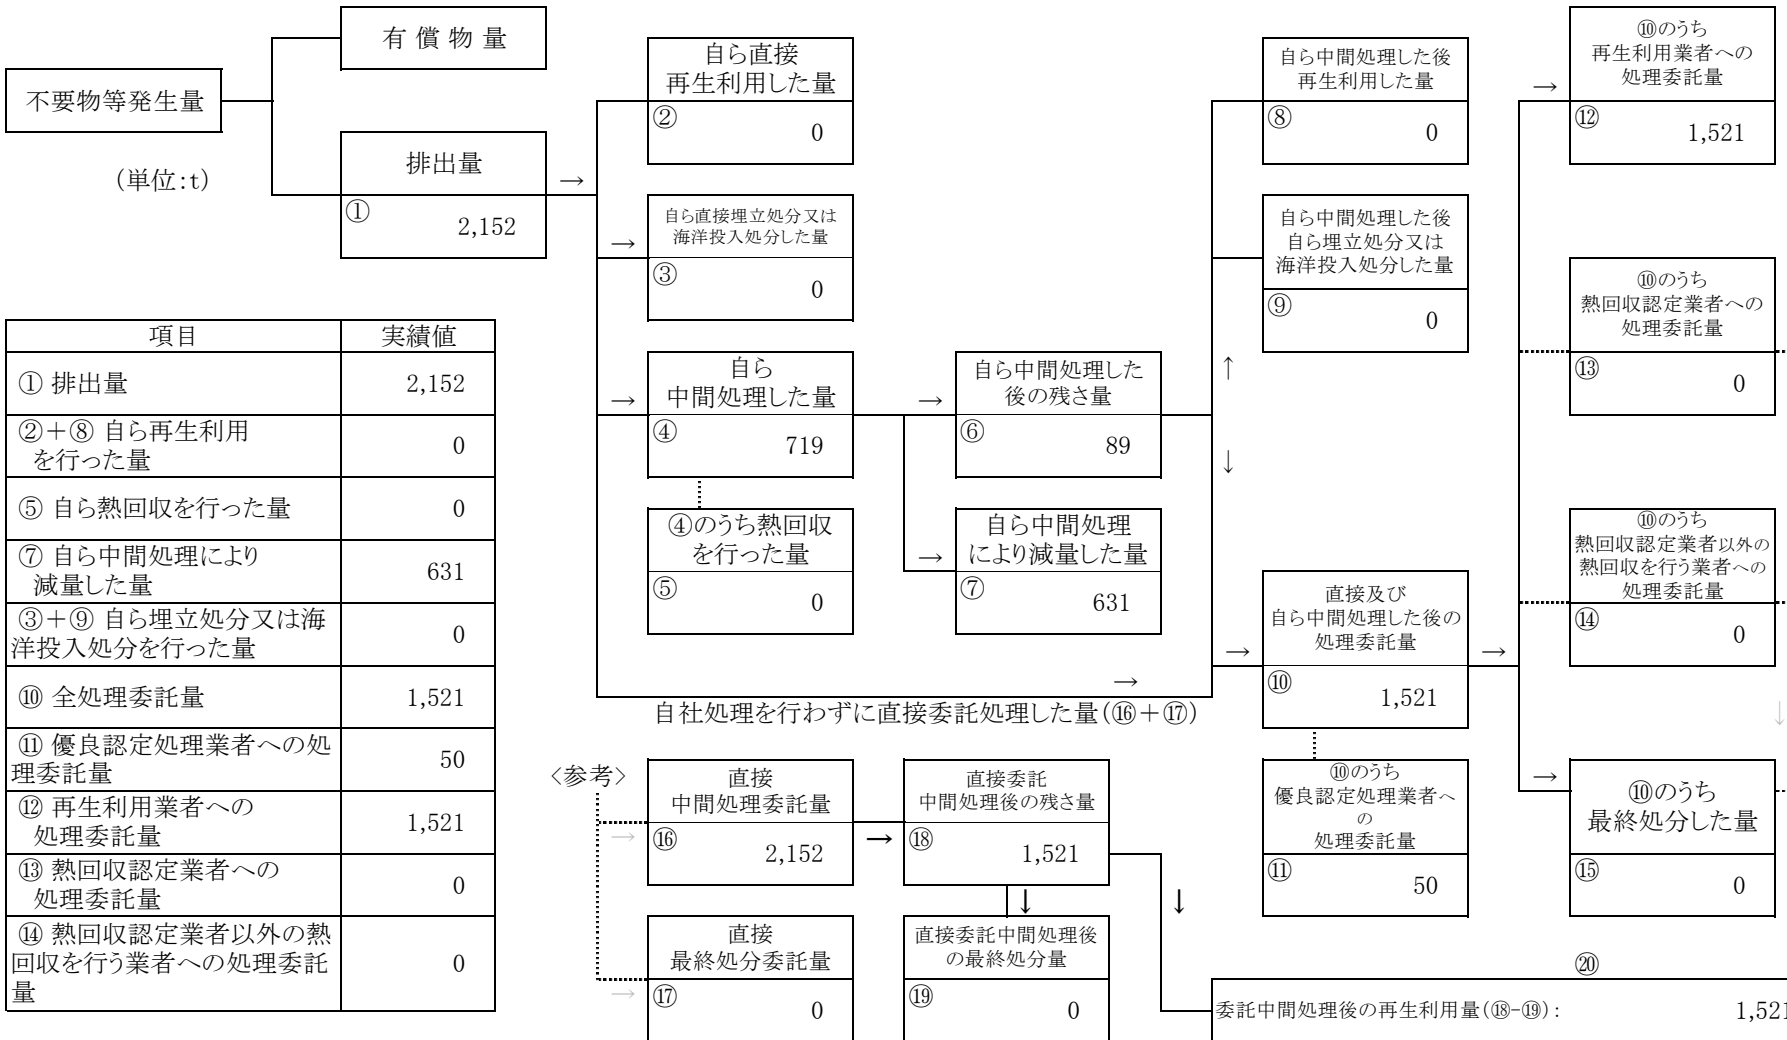 有 償 物 量
不要物等発生量
(単位:t)
排出量
①
2,152
→
自ら直接
再生利用した量
②
0
→
自ら直接埋立処分又は
海洋投入処分した量
③
0
→
自ら
中間処理した量
④
719
④のうち熱回収
を行った量
⑤
0
→
自ら中間処理した
後の残さ量
⑥
89
→
自ら中間処理
により減量した量
⑦
631
↑
↓
自ら中間処理した後
再生利用した量
⑧
0
自ら中間処理した後
自ら埋立処分又は
海洋投入処分した量
⑨
0
→
自社処理を行わずに直接委託処理した量(⑯+⑰)
→
直接及び
自ら中間処理した後の
処理委託量
⑩
1,521
→
⑩のうち
優良認定処理業者へ
の
処理委託量
⑪
50
→
⑩のうち
再生利用業者への
処理委託量
⑫
1,521
⑩のうち
熱回収認定業者への
処理委託量
⑬
0
⑩のうち
熱回収認定業者以外の
熱回収を行う業者への
処理委託量
⑭
0
↓
→
⑩のうち
最終処分した量
⑮
0
項目 実績値
① 排出量 2,152
②+⑧ 自ら再生利用
を行った量 0
⑤ 自ら熱回収を行った量 0
⑦ 自ら中間処理により
減量した量 631
③+⑨ 自ら埋立処分又は海
洋投入処分を行った量 0
⑩ 全処理委託量 1,521
⑪ 優良認定処理業者への処
理委託量 50
⑫ 再生利用業者への
処理委託量 1,521
⑬ 熱回収認定業者への
処理委託量 0
⑭ 熱回収認定業者以外の熱
回収を行う業者への処理委託
量 0
<参考>
→
直接
中間処理委託量
⑯
2,152
→
直接委託
中間処理後の残さ量
⑱
1,521
↓
↓
→
直接
最終処分委託量
⑰
0
直接委託中間処理後
の最終処分量
⑲
0
⑳
委託中間処理後の再生利用量(⑱-⑲): 1,521